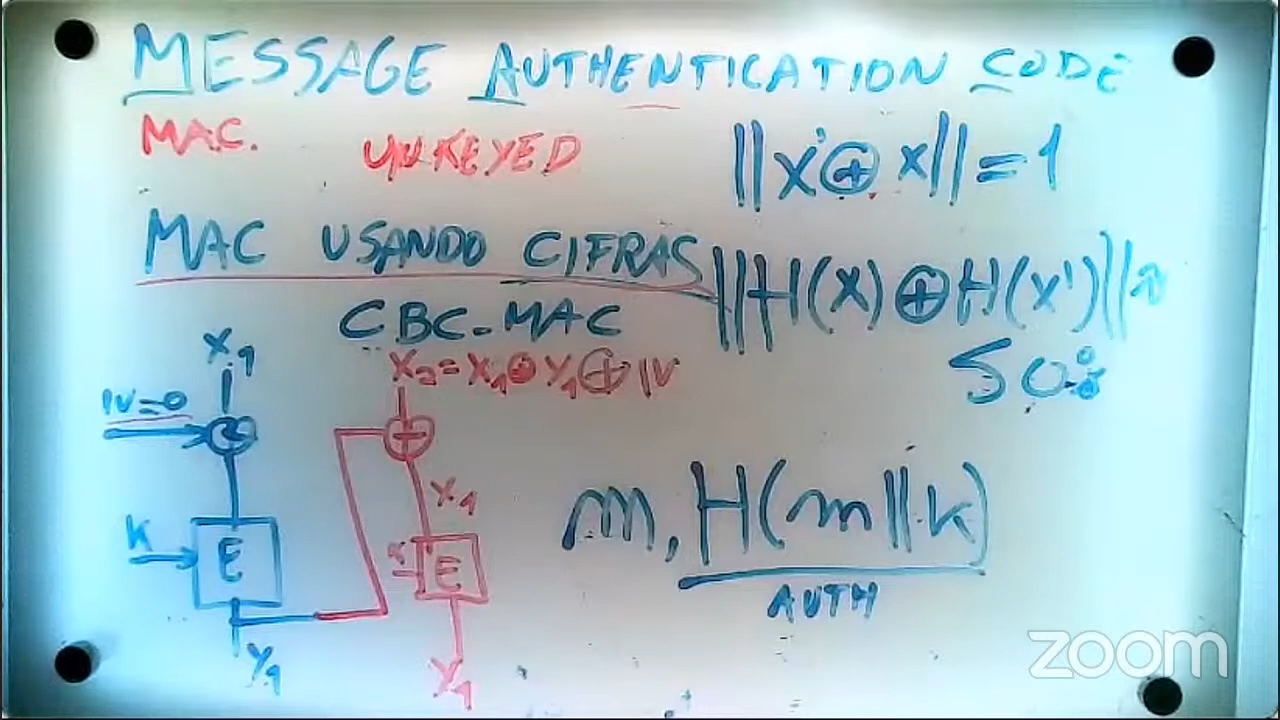 MESSAGE AUTHENTICATION CODE
MAC.
UNKEYED
||x'⊕x||=1
MAC USANDO CIFRAS
||H(x)⊕H(x')||~
50%
CBC-MAC
X1
X2=X1⊕Y1⊕IV
IV=0
X1
K
E
K
E
Y1
Y1
m, H(m||k)
AUTH
zoom